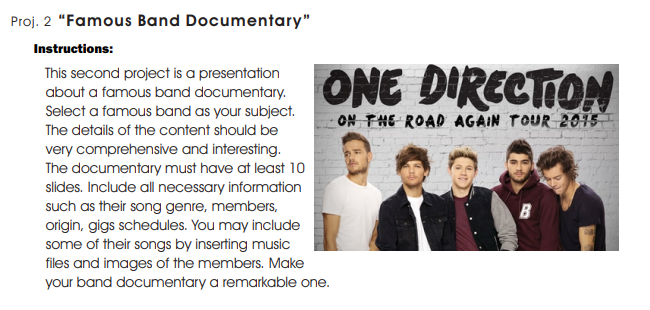 Proj. 2 “Famous Band Documentary”
Instructions:
This second project is a presentation
about a famous band documentary.
Select a famous band as your subject.
The details of the content should be
very comprehensive and interesting.
The documentary must have at least 10
slides. Include all necessary information
such as their song genre, members,
origin, gigs schedules. You may include
some of their songs by inserting music
files and images of the members. Make
your band documentary a remarkable one.
ONE DIRECTION
ON THE ROAD AGAIN TOUR 2015
B